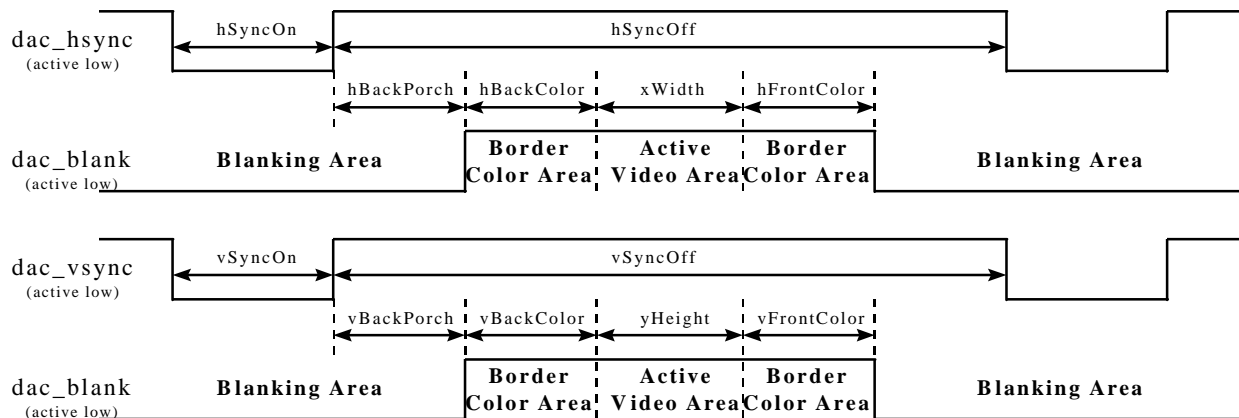 hSyncOn hSyncOff
dac_hsync
(active low)
hBackPorch hBackColor xWidth hFrontColor
Border Active Border
dac_blank Blanking Area Blanking Area
Color Area Video Area Color Area
(active low)
vSyncOn vSyncOff
dac_vsync
(active low)
vBackPorch vBackColor yHeight vFrontColor
Border Active Border
dac_blank Blanking Area Blanking Area
Color Area Video Area Color Area
(active low)